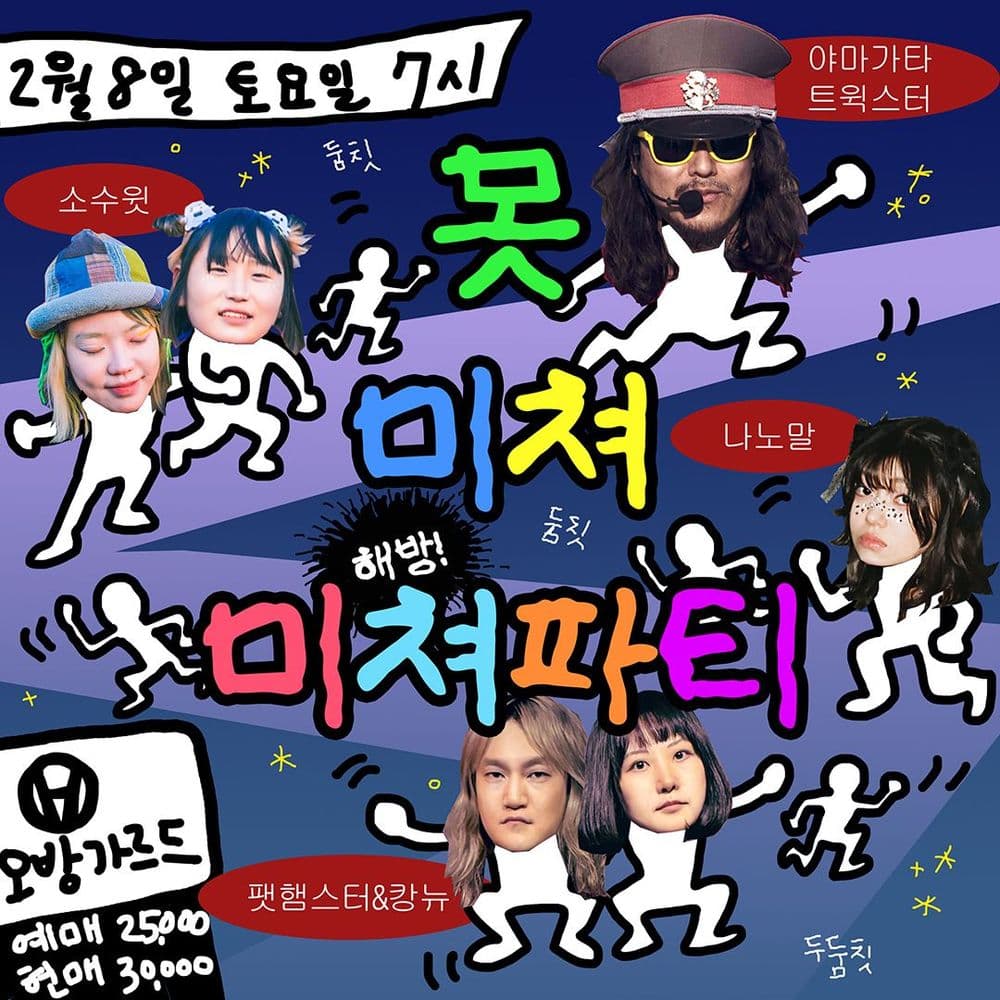 2월 8일 토요일 7시
야마가타
트윅스터
소수윗
둠칫
못
미쳐
나노말
해방!
둠칫
미쳐파티
오방가르드
예매 25,000
현매 30,000
팻햄스터&캉뉴
두둠칫